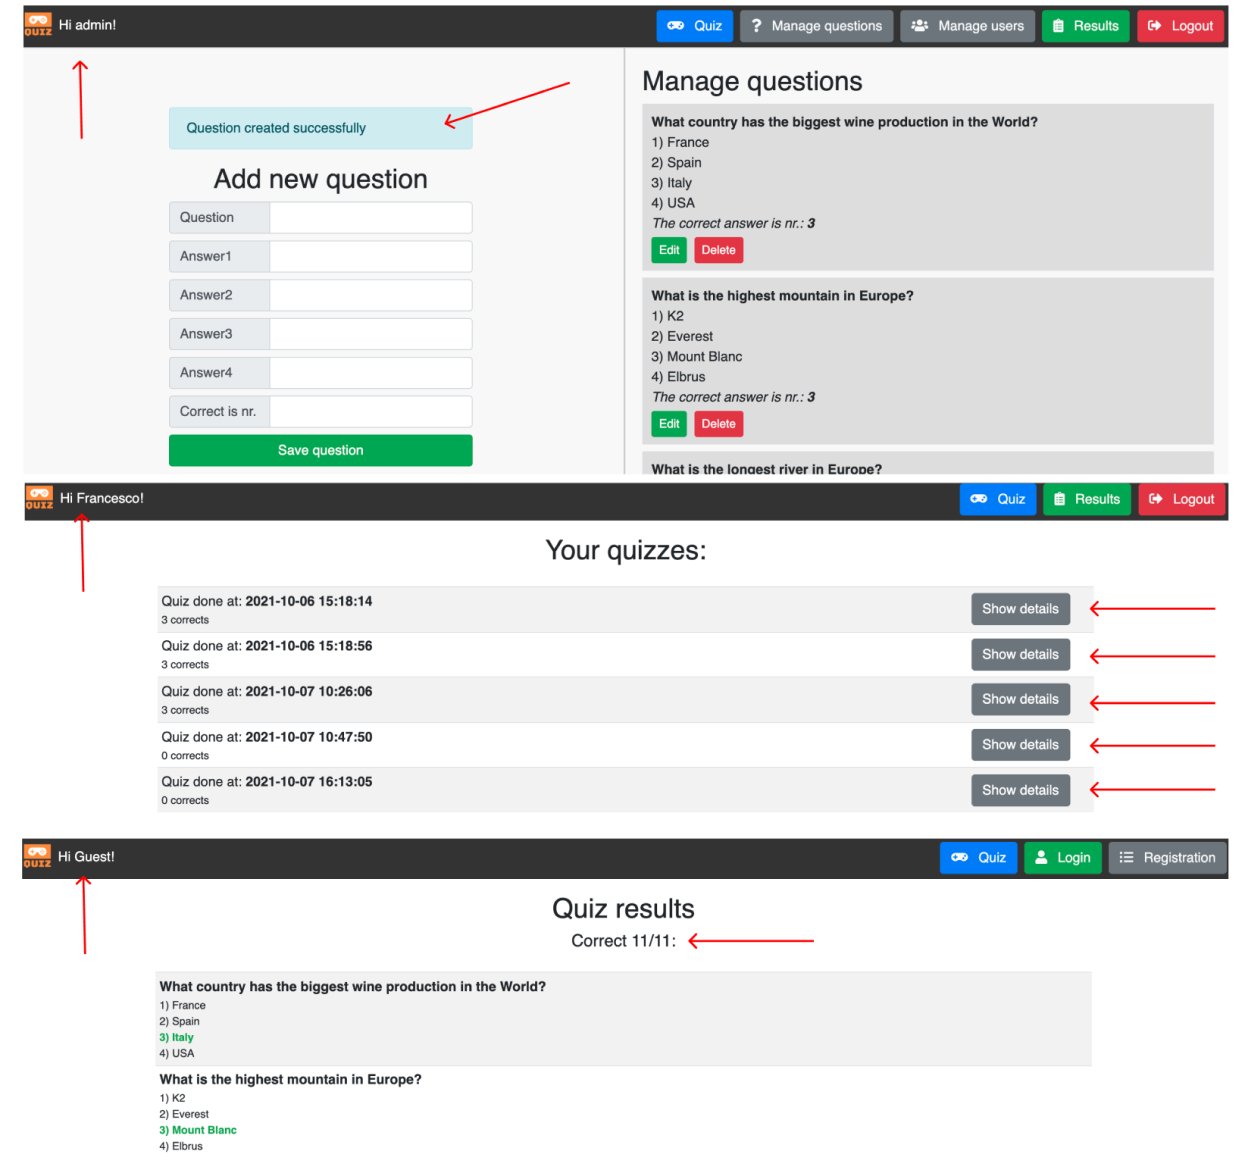 QUIZ
Hi admin!
Quiz
? Manage questions
Manage users
Results
Logout
Question created successfully
Add new question
Question
Answer1
Answer2
Answer3
Answer4
Correct is nr.
Save question
Manage questions
What country has the biggest wine production in the World?
1) France
2) Spain
3) Italy
4) USA
The correct answer is nr.: 3
Edit
Delete
What is the highest mountain in Europe?
1) K2
2) Everest
3) Mount Blanc
4) Elbrus
The correct answer is nr.: 3
Edit
Delete
What is the longest river in Europe?
QUIZ
Hi Francesco!
Quiz
Results
Logout
Your quizzes:
Quiz done at: 2021-10-06 15:18:14
3 corrects
Show details
Quiz done at: 2021-10-06 15:18:56
3 corrects
Show details
Quiz done at: 2021-10-07 10:26:06
3 corrects
Show details
Quiz done at: 2021-10-07 10:47:50
0 corrects
Show details
Quiz done at: 2021-10-07 16:13:05
0 corrects
Show details
QUIZ
Hi Guest!
Quiz
Login
Registration
Quiz results
Correct 11/11:
What country has the biggest wine production in the World?
1) France
2) Spain
3) Italy
4) USA
What is the highest mountain in Europe?
1) K2
2) Everest
3) Mount Blanc
4) Elbrus